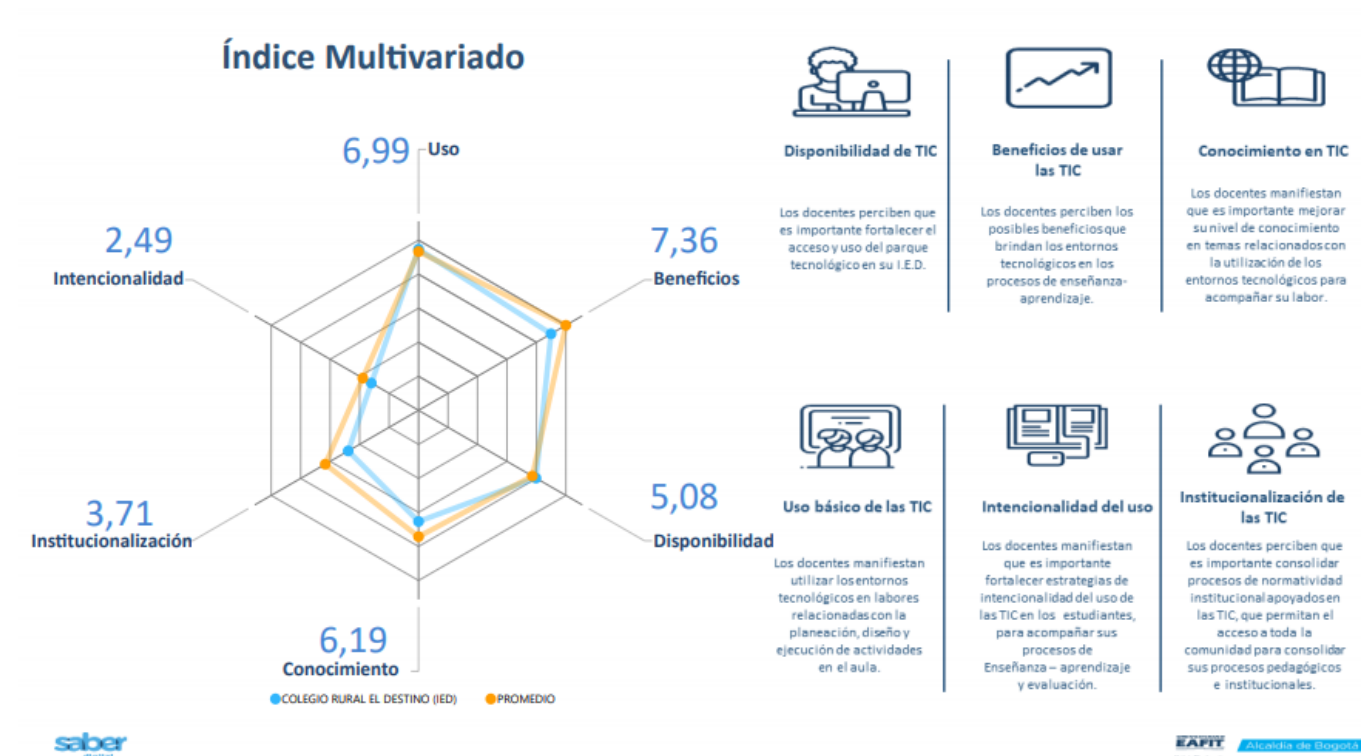 Índice Multivariado
6,99
Uso
2,49
Intencionalidad
7,36
Beneficios
3,71
Institucionalización
5,08
Disponibilidad
6,19
Conocimiento
COLEGIO RURAL EL DESTINO (IED)
PROMEDIO
Disponibilidad de TIC
Los docentes perciben que
es importante fortalecer el
acceso y uso del parque
tecnológico en su I.E.D.
Beneficios de usar
las TIC
Los docentes perciben los
posibles beneficios que
brindan los entornos
tecnológicos en los
procesos de enseñanza-
aprendizaje.
Conocimiento en TIC
Los docentes manifiestan
que es importante mejorar
su nivel de conocimiento
en temas relacionados con
la utilización de los
entornos tecnológicos para
acompañar su labor.
Uso básico de las TIC
Los docentes manifiestan
utilizar los entornos
tecnológicos en labores
relacionadas con la
planeación, diseño y
ejecución de actividades
en el aula.
Intencionalidad del uso
Los docentes manifiestan
que es importante
fortalecer estrategias de
intencionalidad del uso de
las TIC en los estudiantes,
para acompañar sus
procesos de
Enseñanza – aprendizaje
y evaluación.
Institucionalización de
las TIC
Los docentes perciben que
es importante consolidar
procesos de normatividad
institucional apoyados en
las TIC, que permitan el
acceso a toda la
comunidad para consolidar
sus procesos pedagógicos
e institucionales.
saber
EAFIT
Alcaldía de Bogotá